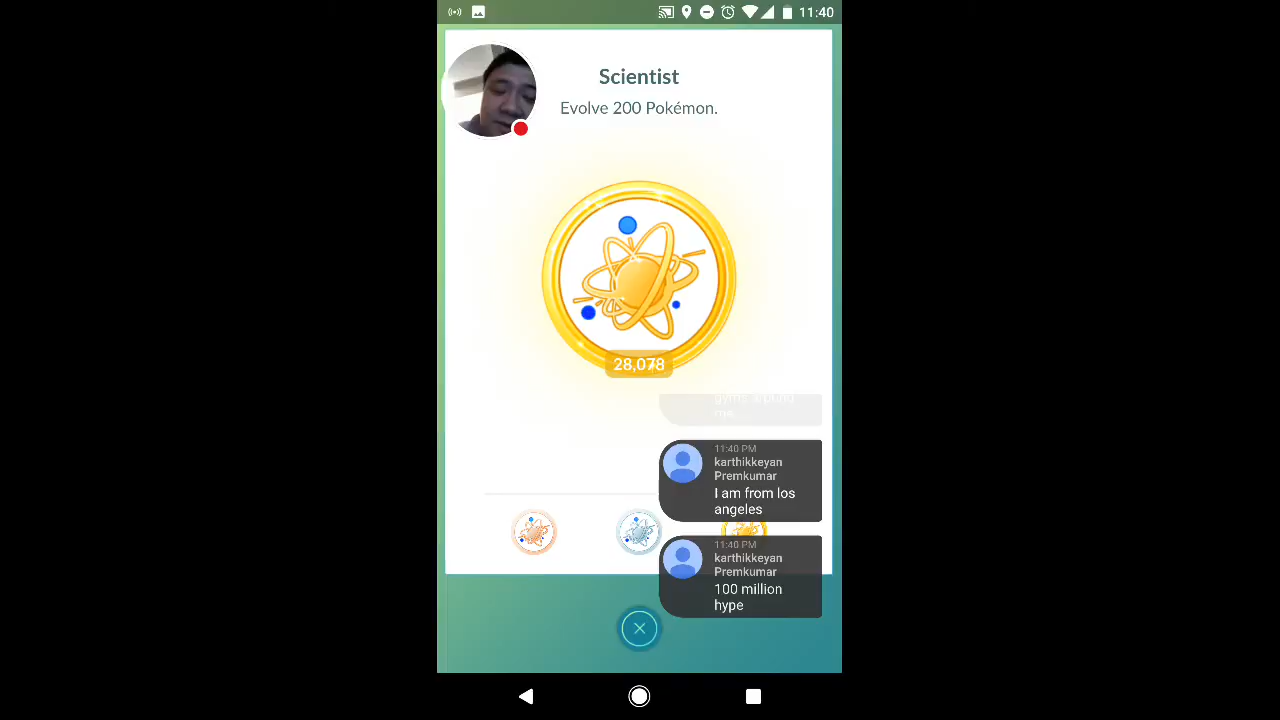 11:40
Scientist
Evolve 200 Pokémon.
28,078
me
11:40 PM
karthikkeyan
Premkumar
I am from los
angeles
11:40 PM
karthikkeyan
Premkumar
100 million
hype